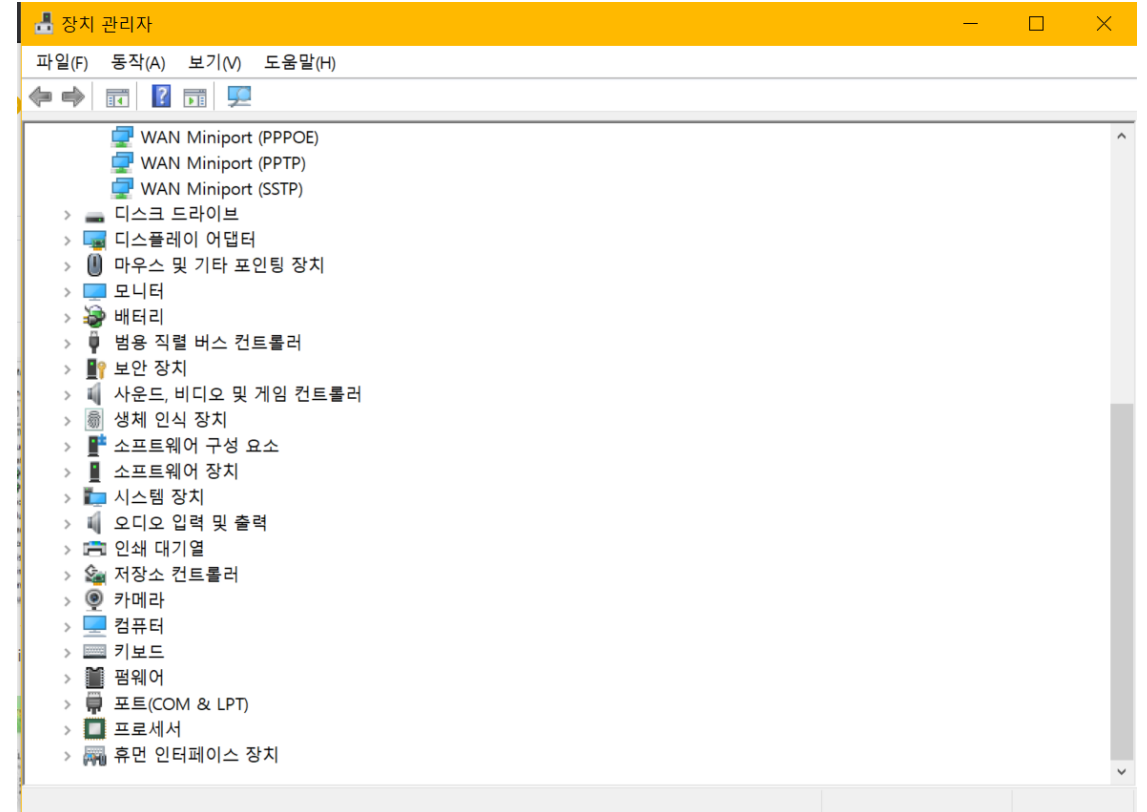 장치 관리자
파일(F) 동작(A) 보기(V) 도움말(H)
WAN Miniport (PPPOE)
WAN Miniport (PPTP)
WAN Miniport (SSTP)
디스크 드라이브
디스플레이 어댑터
마우스 및 기타 포인팅 장치
모니터
배터리
범용 직렬 버스 컨트롤러
보안 장치
사운드, 비디오 및 게임 컨트롤러
생체 인식 장치
소프트웨어 구성 요소
소프트웨어 장치
시스템 장치
오디오 입력 및 출력
인쇄 대기열
저장소 컨트롤러
카메라
컴퓨터
키보드
펌웨어
포트(COM & LPT)
프로세서
휴먼 인터페이스 장치